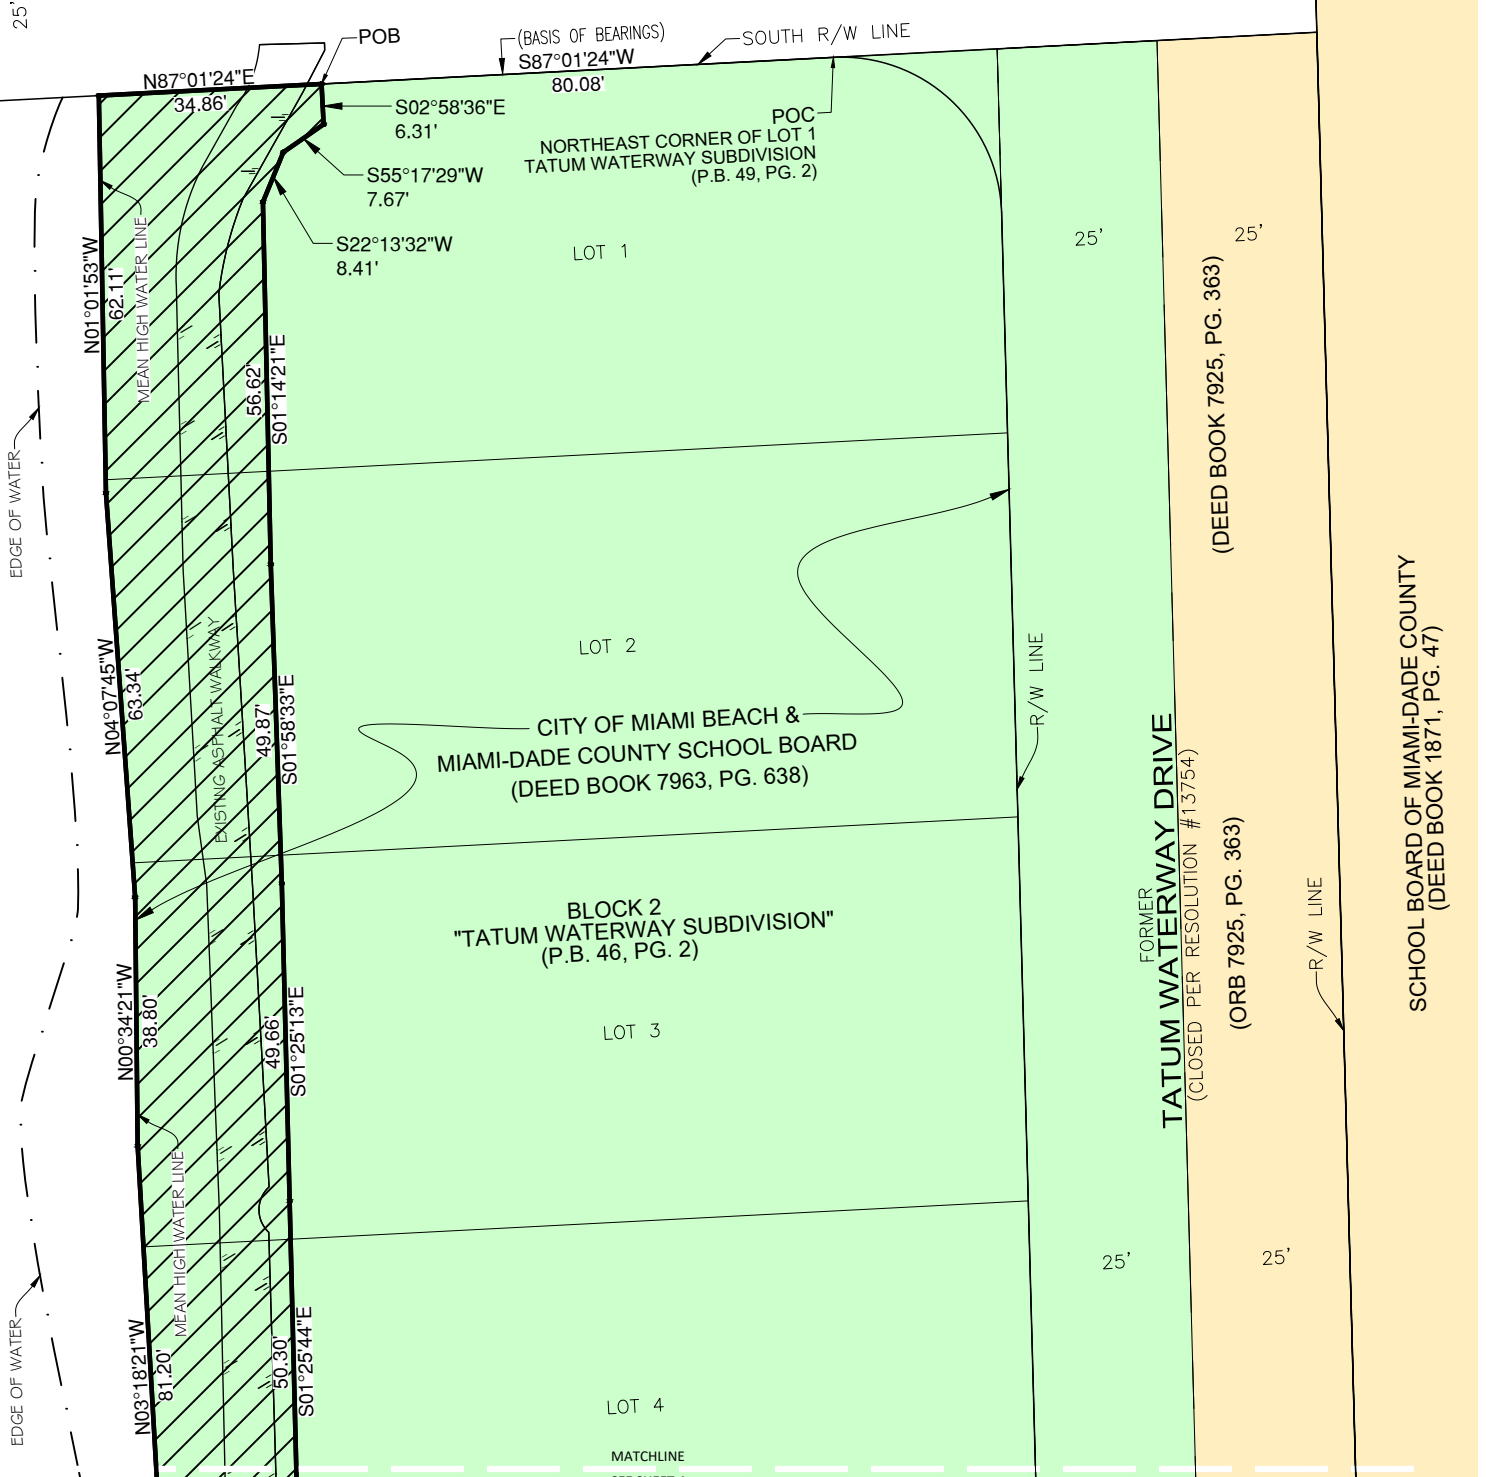 25'
POB
(BASIS OF BEARINGS)
S87°01'24"W
80.08'
SOUTH R/W LINE
N87°01'24"E
34.86'
S02°58'36"E
6.31'
S55°17'29"W
7.67'
S22°13'32"W
8.41'
POC
NORTHEAST CORNER OF LOT 1
TATUM WATERWAY SUBDIVISION
(P.B. 49, PG. 2)
LOT 1
25'
25'
N01°01'53"W
62.11'
MEAN HIGH WATER LINE
56.62'
S01°14'21"E
(DEED BOOK 7925, PG. 363)
EDGE OF WATER
LOT 2
N04°07'45"W
63.34'
EXISTING ASPHALT WALKWAY
49.87'
S01°58'33"E
CITY OF MIAMI BEACH &
MIAMI-DADE COUNTY SCHOOL BOARD
(DEED BOOK 7963, PG. 638)
R/W LINE
BLOCK 2
"TATUM WATERWAY SUBDIVISION"
(P.B. 46, PG. 2)
FORMER
TATUM WATERWAY DRIVE
(CLOSED PER RESOLUTION #13754)
(ORB 7925, PG. 363)
R/W LINE
SCHOOL BOARD OF MIAMI-DADE COUNTY
(DEED BOOK 1871, PG. 47)
N00°34'21"W
38.80'
49.66'
S01°25'13"E
LOT 3
MEAN HIGH WATER LINE
25'
25'
EDGE OF WATER
N03°18'21"W
81.20'
50.30'
S01°25'44"E
LOT 4
MATCHLINE